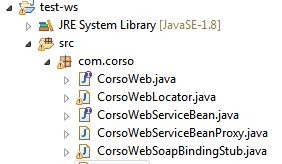 test-ws
JRE System Library [JavaSE-1.8]
src
com.corso
CorsoWeb.java
CorsoWebLocator.java
CorsoWebServiceBean.java
CorsoWebServiceBeanProxy.java
CorsoWebSoapBindingStub.java